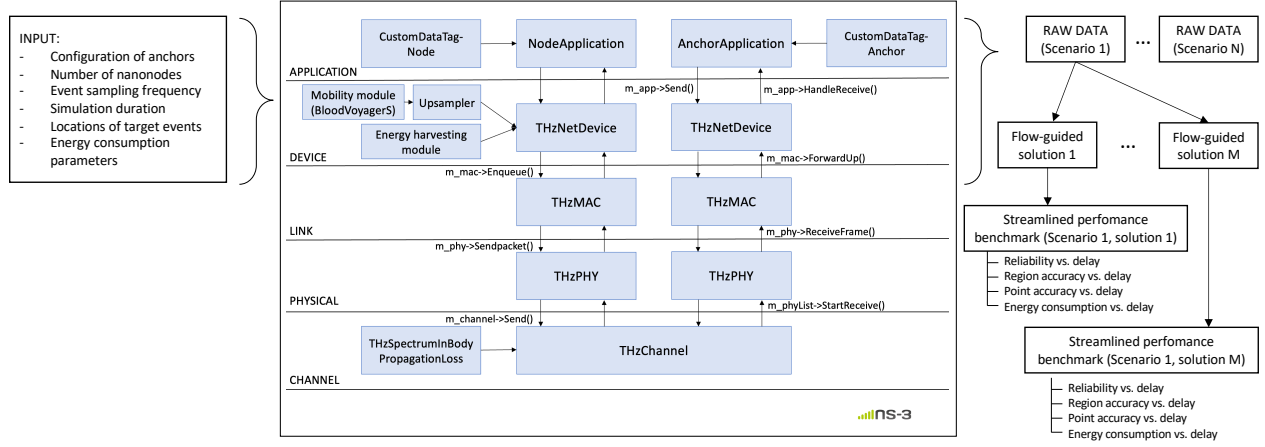 INPUT:
- Configuration of anchors
- Number of nanonodes
- Event sampling frequency
- Simulation duration
- Locations of target events
- Energy consumption
parameters
CustomDataTag-
Node
NodeApplication
AnchorApplication
CustomDataTag-
Anchor
APPLICATION
m_app->Send()
m_app->HandleReceive()
Mobility module
(BloodVoyagerS)
Upsampler
Energy harvesting
module
THzNetDevice
THzNetDevice
DEVICE
m_mac->Enqueue()
m_mac->ForwardUp()
THzMAC
THzMAC
LINK
m_phy->Sendpacket()
m_phy->ReceiveFrame()
THzPHY
THzPHY
PHYSICAL
m_channel->Send()
m_phyList->StartReceive()
THzSpectrumInBody
PropagationLoss
THzChannel
CHANNEL
ns-3
RAW DATA
(Scenario 1)
...
RAW DATA
(Scenario N)
Flow-guided
solution 1
...
Flow-guided
solution M
Streamlined perfomance
benchmark (Scenario 1, solution 1)
Reliability vs. delay
Region accuracy vs. delay
Point accuracy vs. delay
Energy consumption vs. delay
Streamlined perfomance
benchmark (Scenario 1, solution M)
Reliability vs. delay
Region accuracy vs. delay
Point accuracy vs. delay
Energy consumption vs. delay